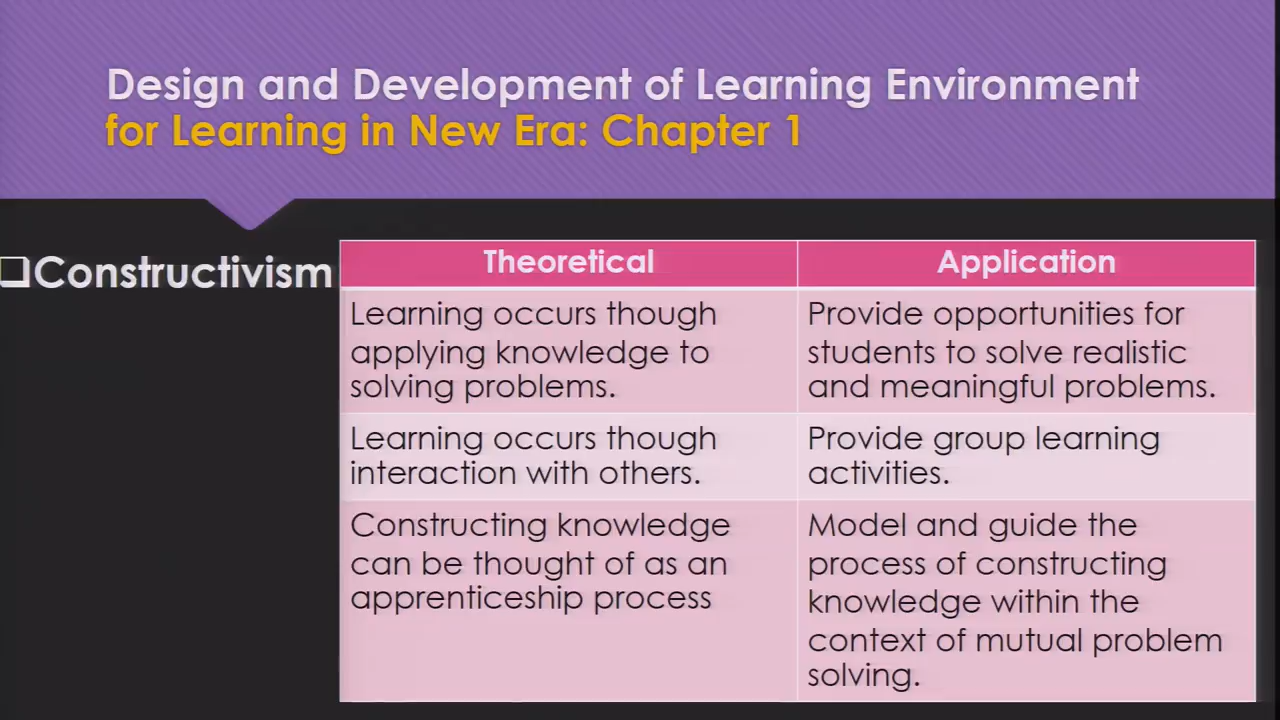 Design and Development of Learning Environment
for Learning in New Era: Chapter 1
❑Constructivism
Theoretical
Application
Learning occurs though
applying knowledge to
solving problems.
Provide opportunities for
students to solve realistic
and meaningful problems.
Learning occurs though
interaction with others.
Provide group learning
activities.
Constructing knowledge
can be thought of as an
apprenticeship process
Model and guide the
process of constructing
knowledge within the
context of mutual problem
solving.